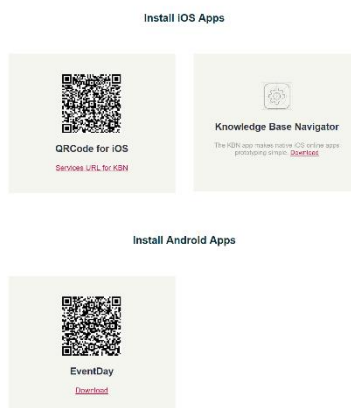 Install iOS Apps
QRCode for iOS
Services URL for KBN
Knowledge Base Navigator
The KBN app makes native iOS online apps
prototyping simple. Download
Install Android Apps
EventDay
Download